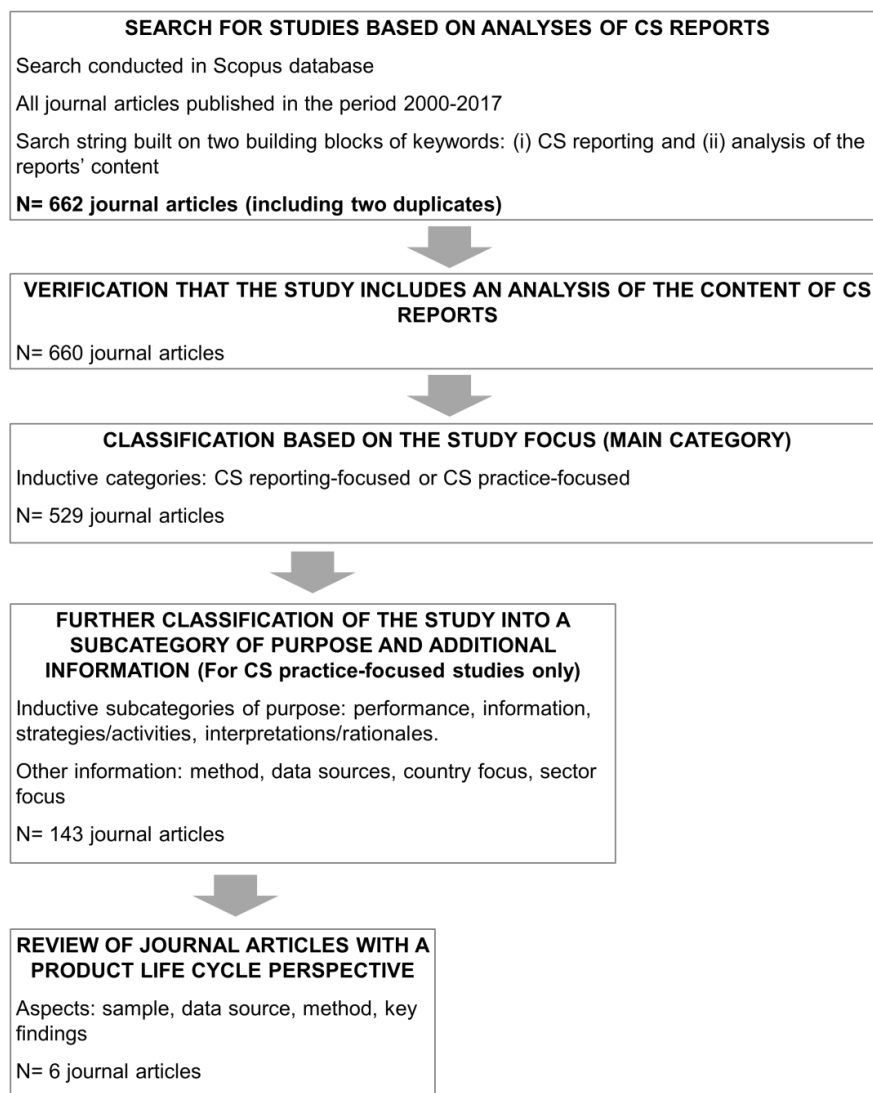 SEARCH FOR STUDIES BASED ON ANALYSES OF CS REPORTS
Search conducted in Scopus database
All journal articles published in the period 2000-2017
Sarch string built on two building blocks of keywords: (i) CS reporting and (ii) analysis of the
reports' content
N= 662 journal articles (including two duplicates)
VERIFICATION THAT THE STUDY INCLUDES AN ANALYSIS OF THE CONTENT OF CS
REPORTS
N= 660 journal articles
CLASSIFICATION BASED ON THE STUDY FOCUS (MAIN CATEGORY)
Inductive categories: CS reporting-focused or CS practice-focused
N= 529 journal articles
FURTHER CLASSIFICATION OF THE STUDY INTO A
SUBCATEGORY OF PURPOSE AND ADDITIONAL
INFORMATION (For CS practice-focused studies only)
Inductive subcategories of purpose: performance, information,
strategies/activities, interpretations/rationales.
Other information: method, data sources, country focus, sector
focus
N= 143 journal articles
REVIEW OF JOURNAL ARTICLES WITH A
PRODUCT LIFE CYCLE PERSPECTIVE
Aspects: sample, data source, method, key
findings
N= 6 journal articles